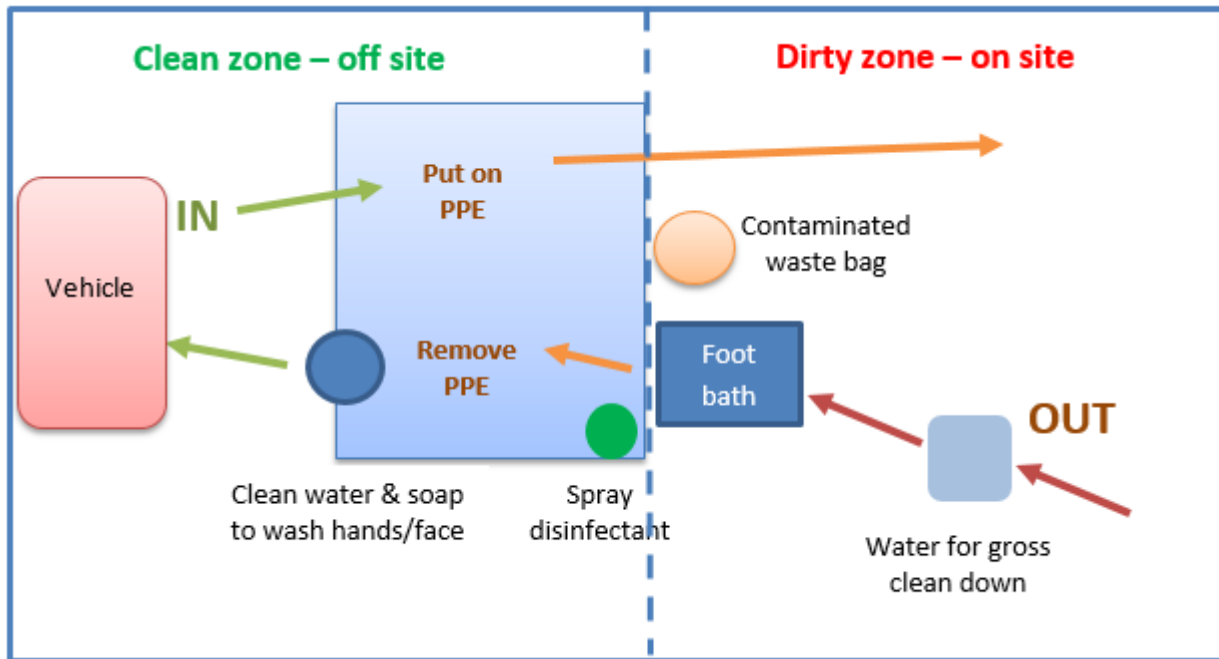 Clean zone – off site
Dirty zone – on site
IN
Put on
PPE
Vehicle
Contaminated
waste bag
Remove
PPE
Foot
bath
OUT
Clean water & soap
to wash hands/face
Spray
disinfectant
Water for gross
clean down